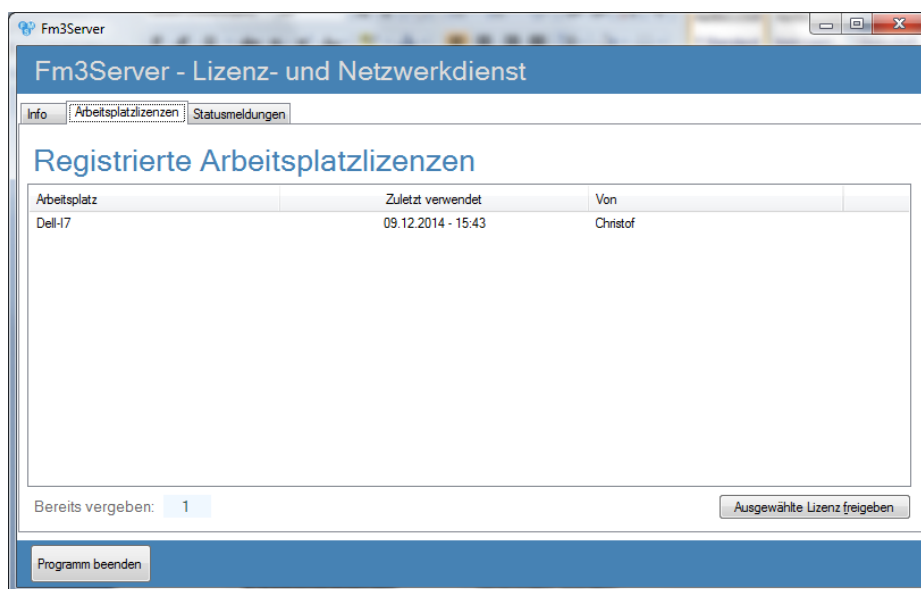 Fm3Server
Fm3Server - Lizenz- und Netzwerkdienst
Info Arbeitsplatzlizenzen Statusmeldungen
Registrierte Arbeitsplatzlizenzen
Arbeitsplatz Zuletzt verwendet Von
Dell-I7 09.12.2014 - 15:43 Christof
Bereits vergeben: 1 Ausgewählte Lizenz freigeben
Programm beenden